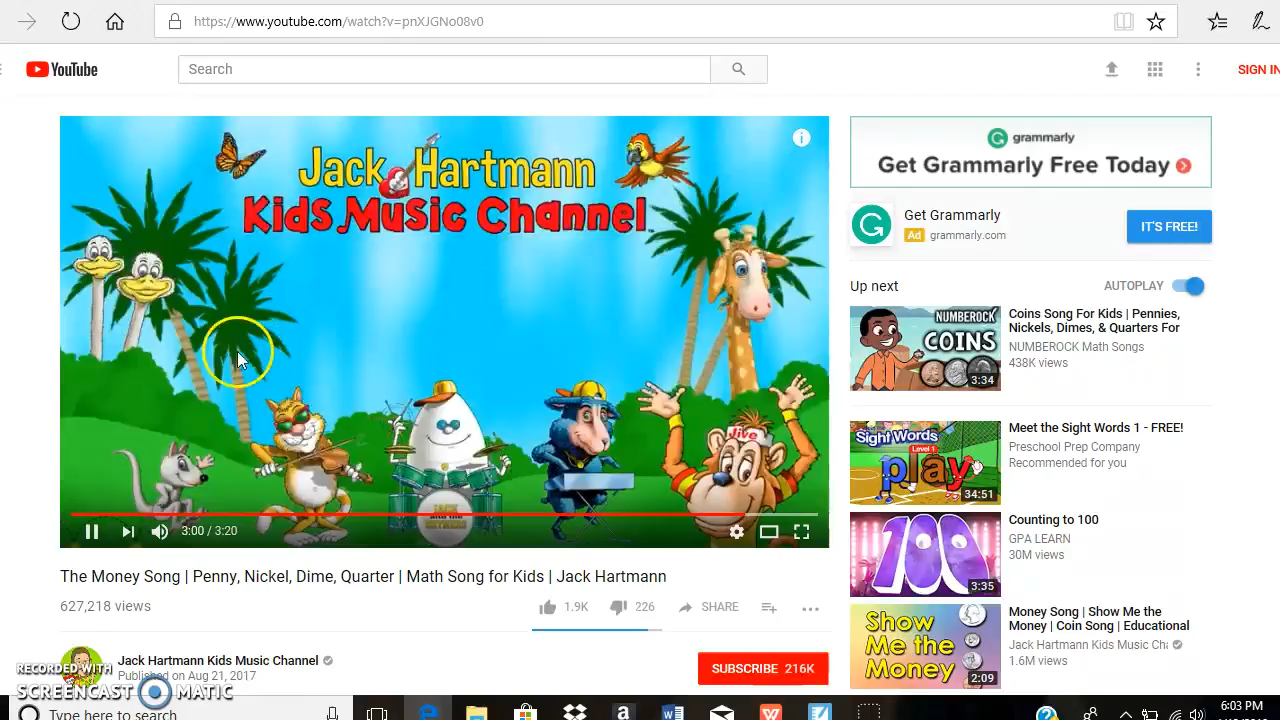 https://www.youtube.com/watch?v=pnXJGNo08v0
YouTube
Search
SIGN IN
Jack Hartmann
Kids Music Channel
Jive
3:00 / 3:20
The Money Song | Penny, Nickel, Dime, Quarter | Math Song for Kids | Jack Hartmann
627,218 views
1.9K
226
SHARE
Jack Hartmann Kids Music Channel
Published on Aug 21, 2017
SUBSCRIBE 216K
grammarly
Get Grammarly Free Today
Get Grammarly
Ad grammarly.com
IT'S FREE!
Up next
AUTOPLAY
NUMBEROCK
COINS
3:34
Coins Song For Kids | Pennies,
Nickels, Dimes, & Quarters For
NUMBEROCK Math Songs
438K views
Sight Words
Level 1
play
34:51
Meet the Sight Words 1 - FREE!
Preschool Prep Company
Recommended for you
100
3:35
Counting to 100
GPA LEARN
30M views
Show
Me the
Money
2:09
Money Song | Show Me the
Money | Coin Song | Educational
Jack Hartmann Kids Music Cha
1.6M views
RECORDED WITH
SCREENCAST MATIC
Type here to search
6:03 PM